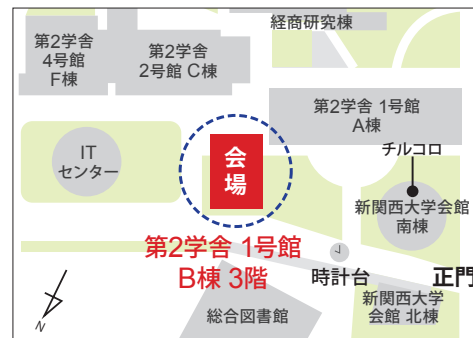 経商研究棟
第2学舎
4号館
F棟
第2学舎
2号館 C棟
第2学舎 1号館
A棟
チルコロ
IT
センター
会
場
新関西大学会館
南棟
第2学舎 1号館
B棟 3階
時計台
正門
新関西大学
会館 北棟
総合図書館
N